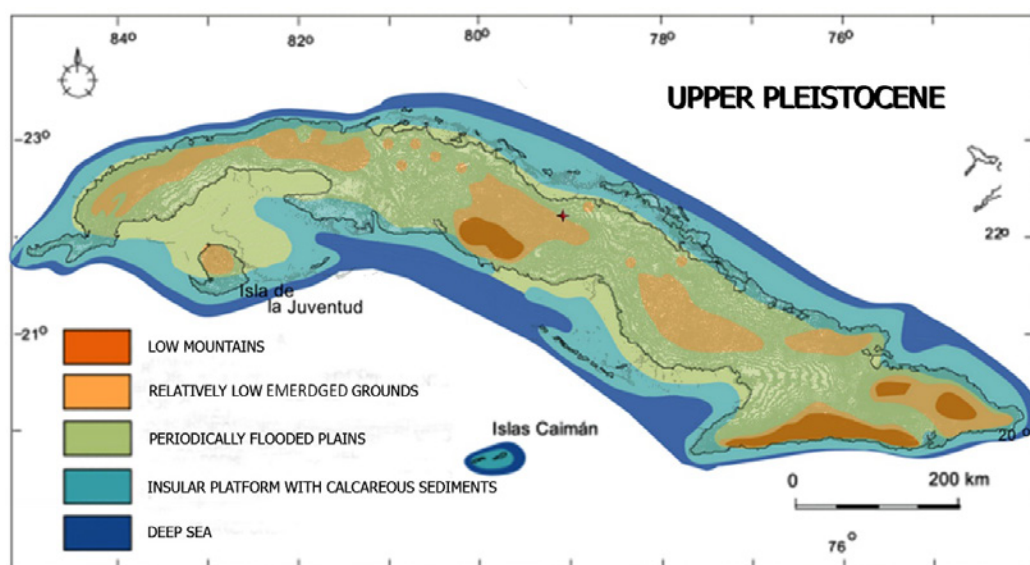 84° 82° 80° 78° 76°
UPPER PLEISTOCENE
23°
22°
Isla de
la Juventud
21°
LOW MOUNTAINS
RELATIVELY LOW EMERDGED GROUNDS
Islas Caimán
20°
PERIODICALLY FLOODED PLAINS
0 200 km
INSULAR PLATFORM WITH CALCAREOUS SEDIMENTS
DEEP SEA
76°